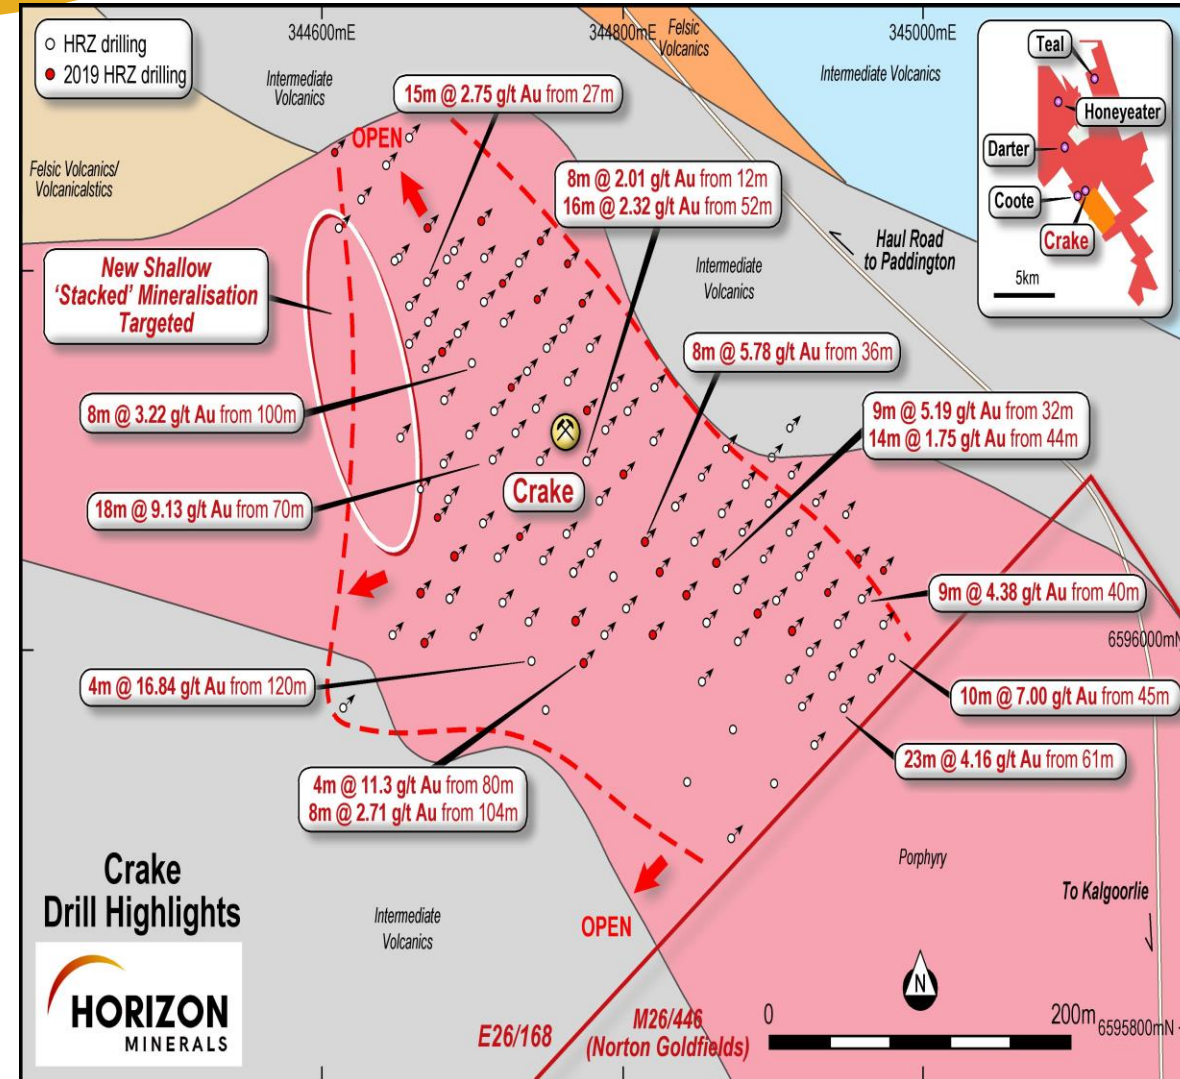 HRZ drilling
2019 HRZ drilling
344600mE
344800mE
345000mE
Intermediate
Volcanics
Felsic
Volcanics
Intermediate Volcanics
Teal
Honeyeater
Darter
Coote
Crake
5km
15m @ 2.75 g/t Au from 27m
OPEN
Felsic Volcanics/
Volcanicalstics
8m @ 2.01 g/t Au from 12m
16m @ 2.32 g/t Au from 52m
Haul Road
to Paddington
Intermediate
Volcanics
New Shallow
‘Stacked’ Mineralisation
Targeted
8m @ 5.78 g/t Au from 36m
8m @ 3.22 g/t Au from 100m
9m @ 5.19 g/t Au from 32m
14m @ 1.75 g/t Au from 44m
Crake
18m @ 9.13 g/t Au from 70m
9m @ 4.38 g/t Au from 40m
6596000mN
4m @ 16.84 g/t Au from 120m
10m @ 7.00 g/t Au from 45m
23m @ 4.16 g/t Au from 61m
4m @ 11.3 g/t Au from 80m
8m @ 2.71 g/t Au from 104m
Crake
Drill Highlights
Intermediate
Volcanics
OPEN
Porphyry
To Kalgoorlie
N
HORIZON
MINERALS
E26/168
M26/446
(Norton Goldfields)
0
200m
6595800mN